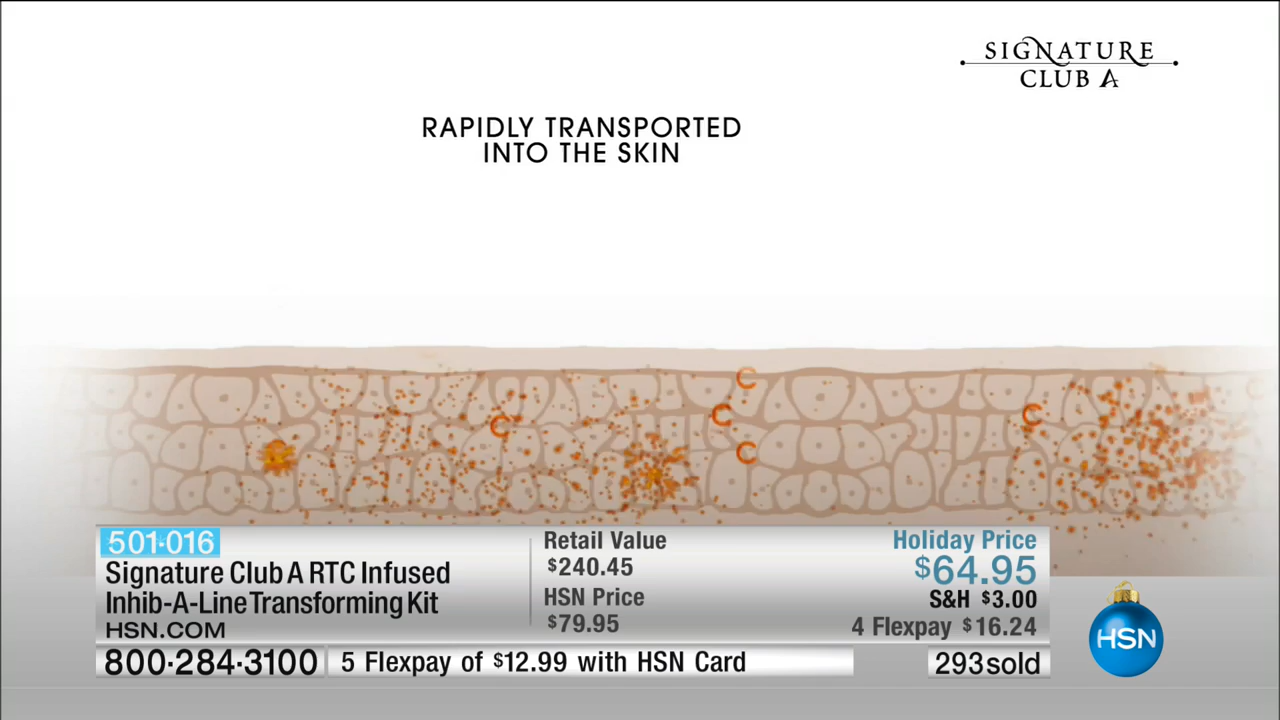 SIGNATURE
CLUB A
RAPIDLY TRANSPORTED
INTO THE SKIN
C
C
C
C
C
501·016
Signature Club A RTC Infused
Inhib-A-Line Transforming Kit
HSN.COM
Retail Value
$240.45
HSN Price
$79.95
Holiday Price
$64.95
S&H $3.00
4 Flexpay $16.24
800·284·3100
5 Flexpay of $12.99 with HSN Card
293 sold
HSN